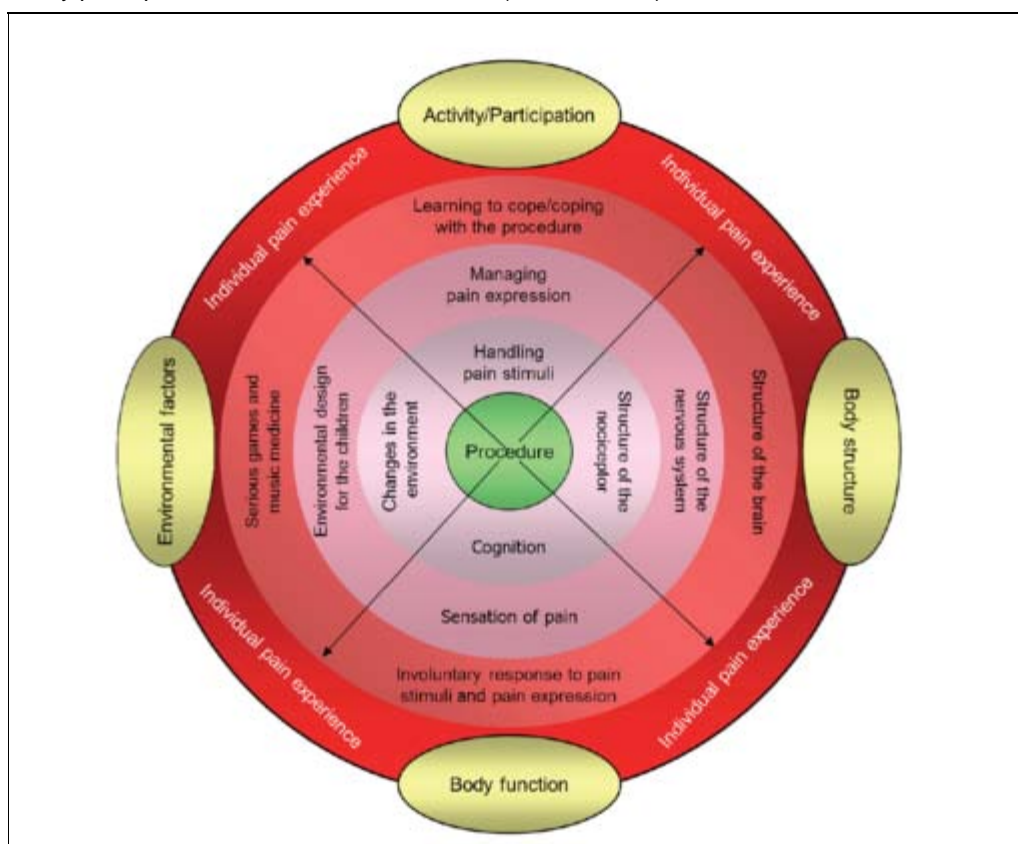 Activity/Participation
Individual pain experience
Individual pain experience
Learning to cope/coping
with the procedure
Managing
pain expression
Handling
pain stimuli
Environmental factors
Serious games and
music medicine
Environmental design
for the children
Changes in the
environment
Procedure
Structure of the
nociceptor
Structure of the
nervous system
Structure of the brain
Body structure
Cognition
Sensation of pain
Involuntary response to pain
stimuli and pain expression
Individual pain experience
Individual pain experience
Body function